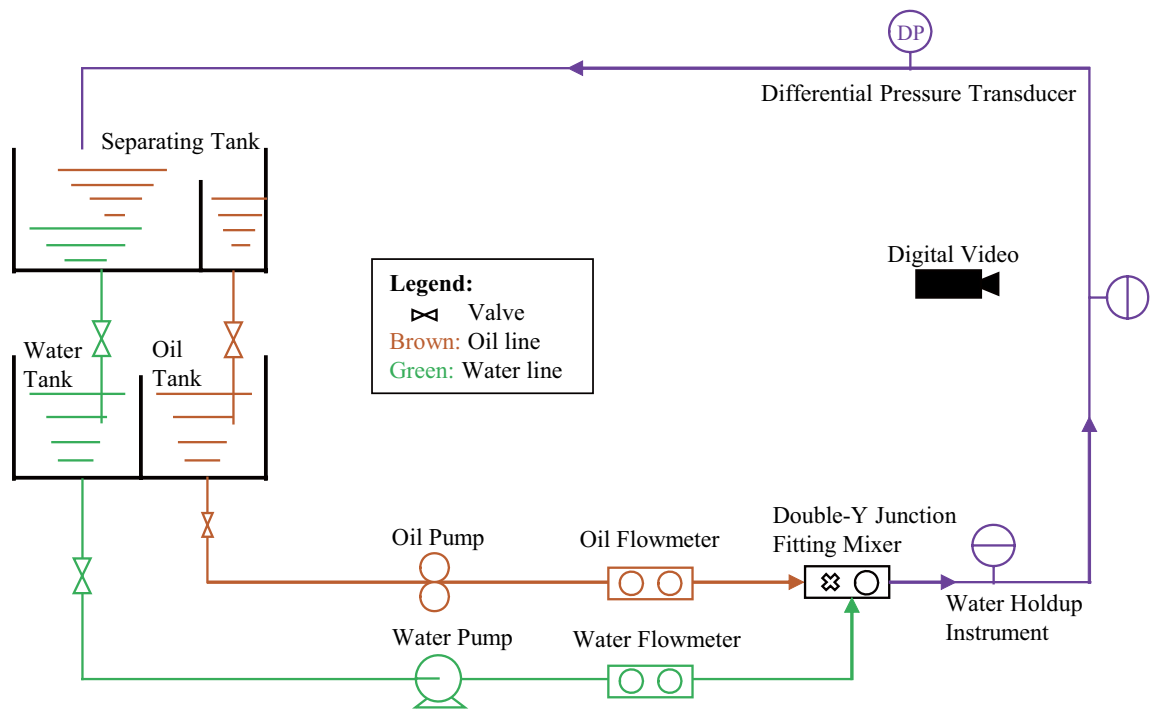 DP
Differential Pressure Transducer
Separating Tank
Digital Video
Legend:
Valve
Brown: Oil line
Green: Water line
Water
Tank
Oil
Tank
Oil Pump
Oil Flowmeter
Double-Y Junction
Fitting Mixer
Water Holdup
Instrument
Water Pump
Water Flowmeter